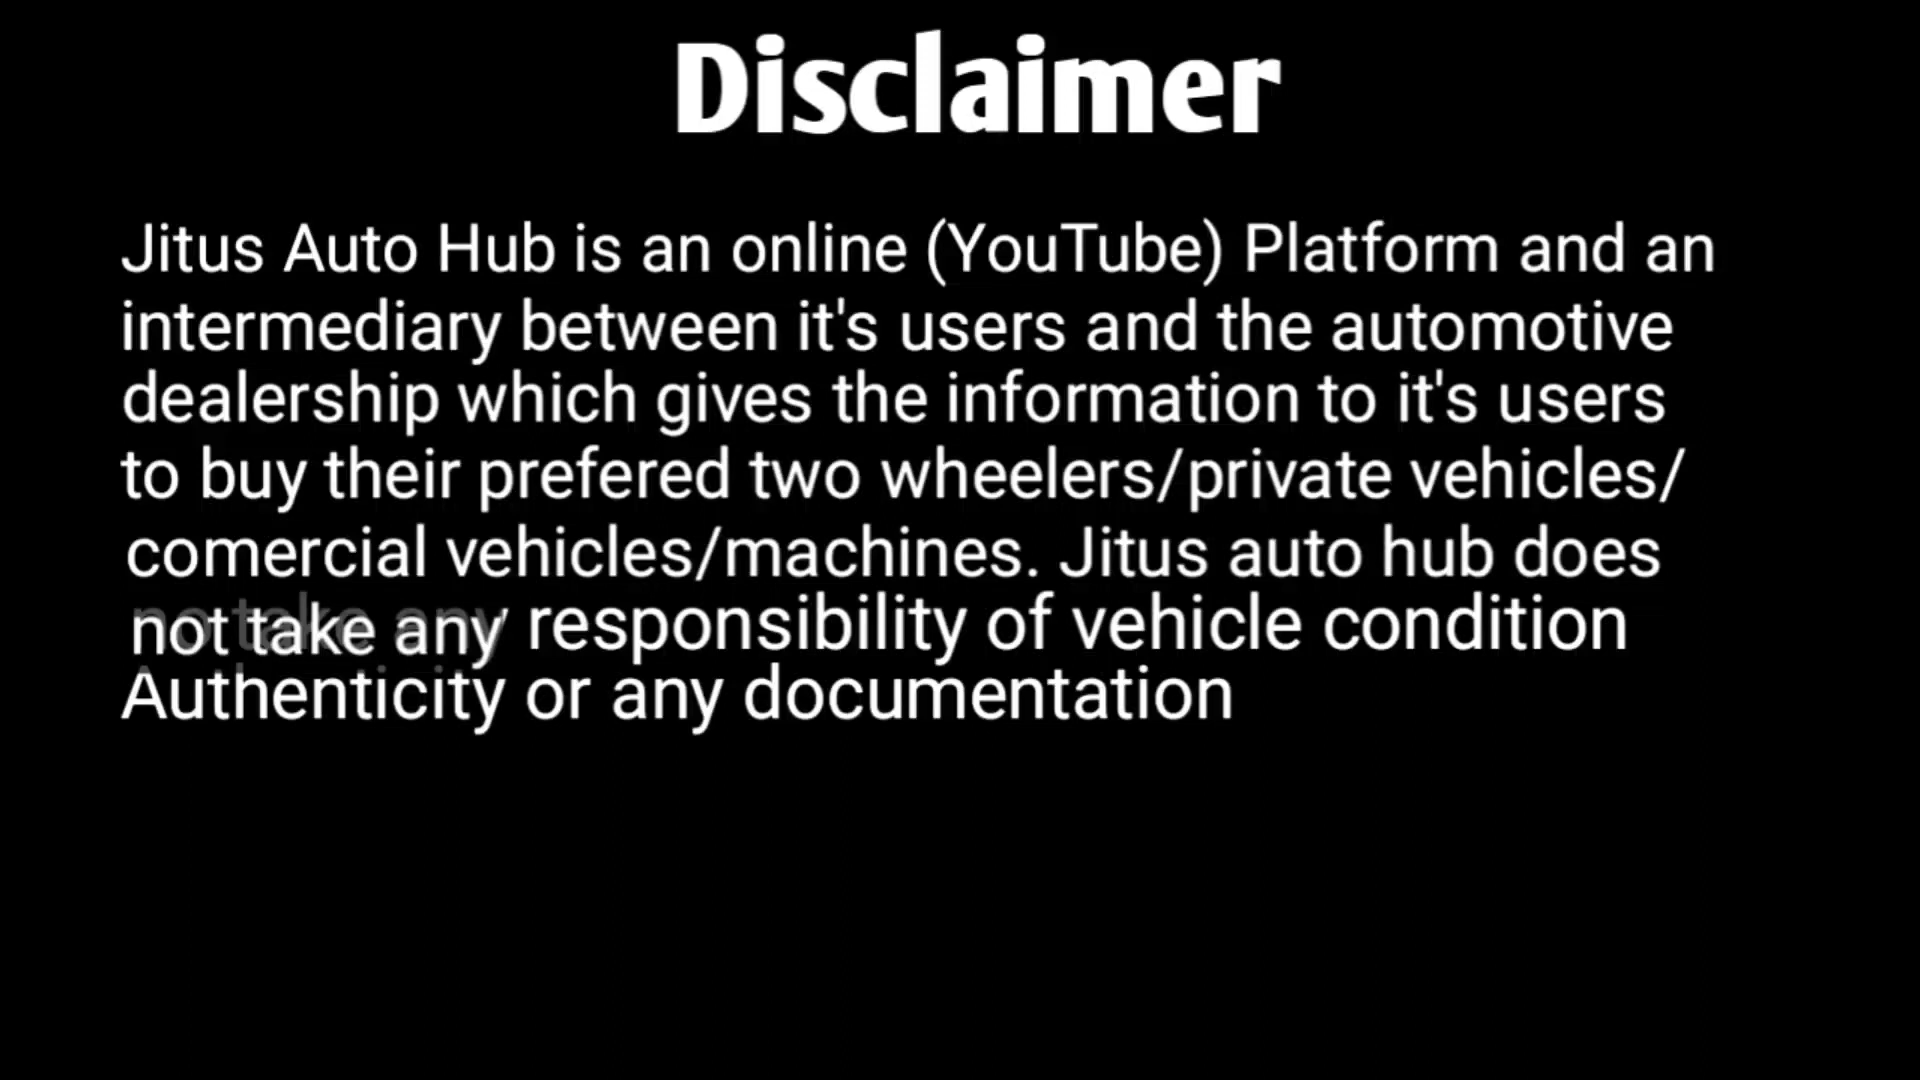 Disclaimer
Jitus Auto Hub is an online (YouTube) Platform and an
intermediary between it's users and the automotive
dealership which gives the information to it's users
to buy their prefered two wheelers/private vehicles/
comercial vehicles/machines. Jitus auto hub does
not take any responsibility of vehicle condition
Authenticity or any documentation